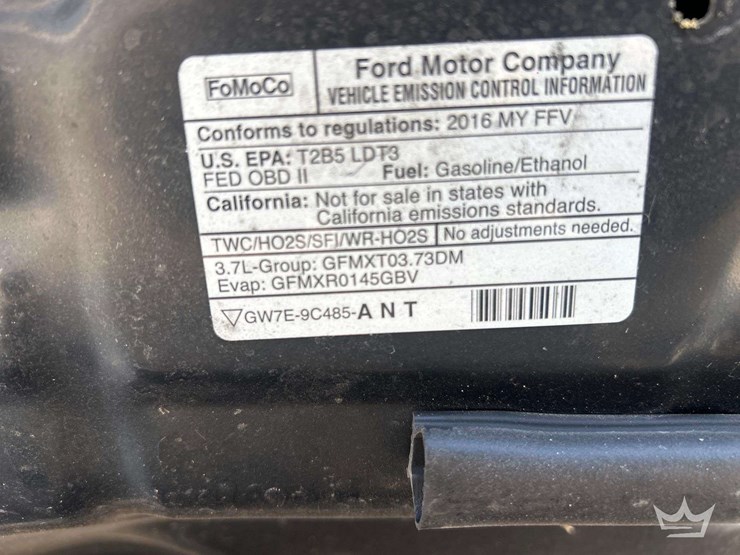 FoMoCo
Ford Motor Company
VEHICLE EMISSION CONTROL INFORMATION
Conforms to regulations: 2016 MY FFV
U.S. EPA: T2B5 LDT3
FED OBD II Fuel: Gasoline/Ethanol
California: Not for sale in states with
California emissions standards.
TWC/HO2S/SFI/WR-HO2S No adjustments needed.
3.7L-Group: GFMXT03.73DM
Evap: GFMXR0145GBV
GW7E-9C485-A N T